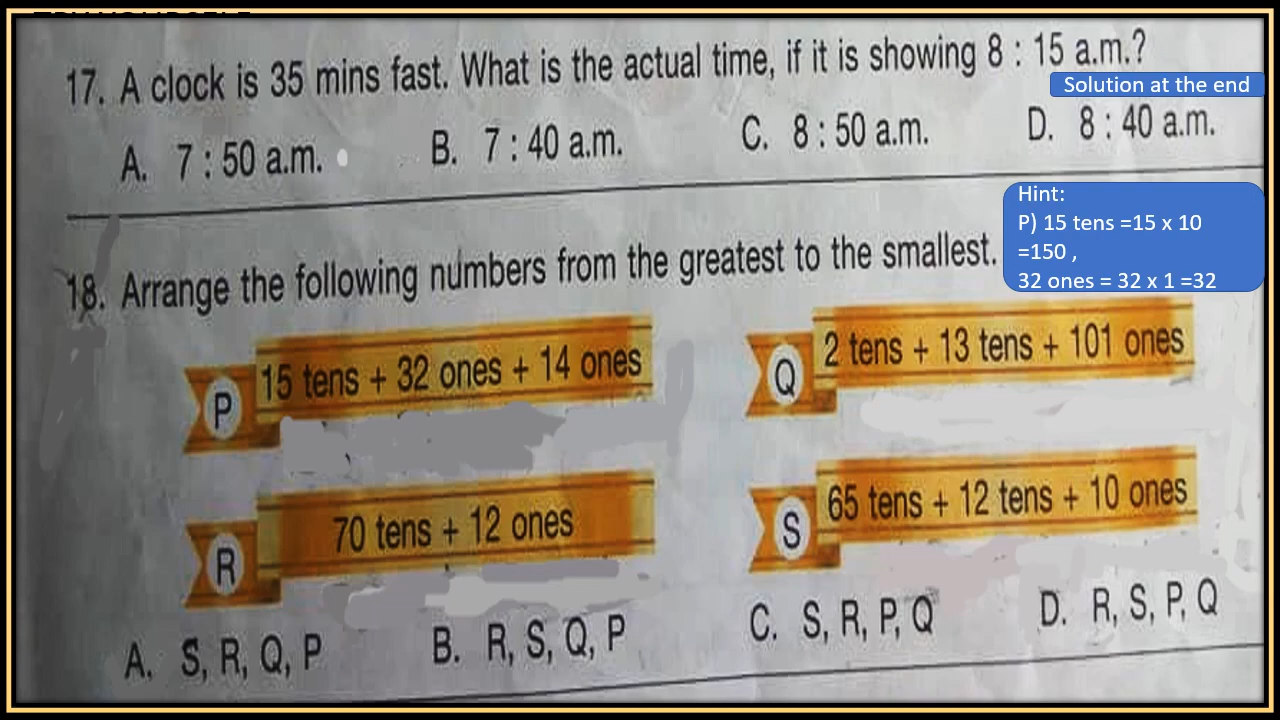 17. A clock is 35 mins fast. What is the actual time, if it is showing 8 : 15 a.m.?
Solution at the end
A. 7 : 50 a.m. B. 7 : 40 a.m. C. 8 : 50 a.m. D. 8 : 40 a.m.
Hint:
P) 15 tens =15 x 10
=150 ,
32 ones = 32 x 1 =32
18. Arrange the following numbers from the greatest to the smallest.
P 15 tens + 32 ones + 14 ones
Q 2 tens + 13 tens + 101 ones
R 70 tens + 12 ones
S 65 tens + 12 tens + 10 ones
A. S, R, Q, P B. R, S, Q, P C. S, R, P, Q D. R, S, P, Q